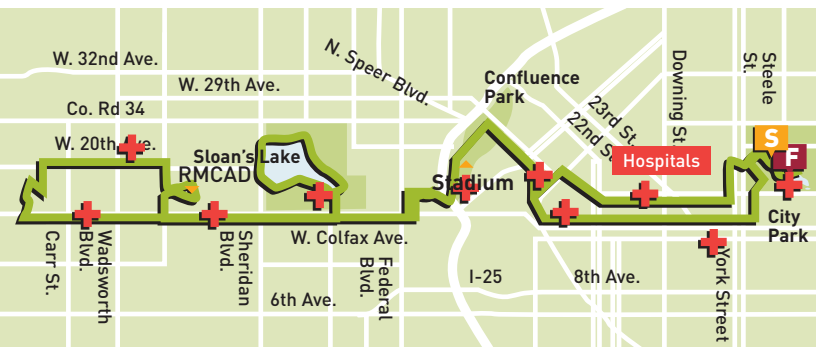 W. 32nd Ave.
N. Speer Blvd.
W. 29th Ave.
Confluence
Park
Downing St.
Steele
St.
Co. Rd 34
23rd St.
22nd St.
W. 20th Ave.
Sloan's Lake
RMCAD
Hospitals
S
F
Stadium
City
Park
W. Colfax Ave.
Carr St.
Wadsworth
Blvd.
Sheridan
Blvd.
Federal
Blvd.
6th Ave.
I-25
8th Ave.
York Street